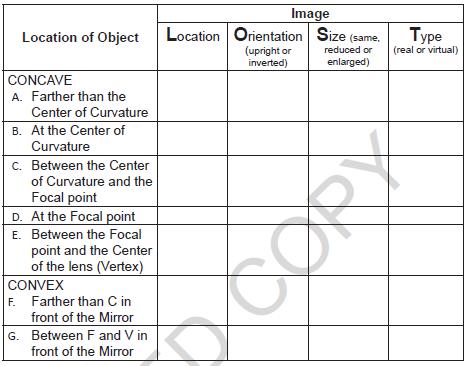 Image
Location of Object
Location
Orientation
(upright or
inverted)
Size (same,
reduced or
enlarged)
Type
(real or virtual)
CONCAVE
A. Farther than the
Center of Curvature
B. At the Center of
Curvature
C. Between the Center
of Curvature and the
Focal point
D. At the Focal point
E. Between the Focal
point and the Center
of the lens (Vertex)
CONVEX
F. Farther than C in
front of the Mirror
G. Between F and V in
front of the Mirror
ED COPY